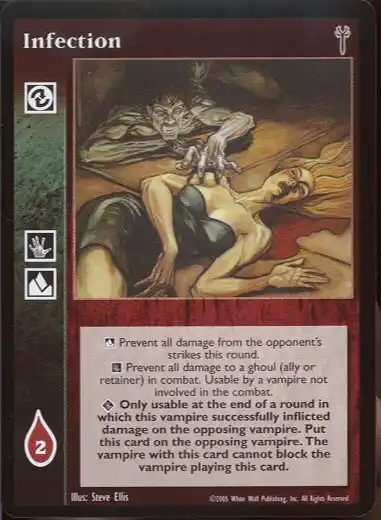 Infection
Prevent all damage from the opponent's
strikes this round.
Prevent all damage to a ghoul (ally or
retainer) in combat. Usable by a vampire not
involved in the combat.
Only usable at the end of a round in
which this vampire successfully inflicted
damage on the opposing vampire. Put
this card on the opposing vampire. The
vampire with this card cannot block the
vampire playing this card.
2
Illus: Steve Ellis
©2005 White Wolf Publishing, Inc. All Rights Reserved